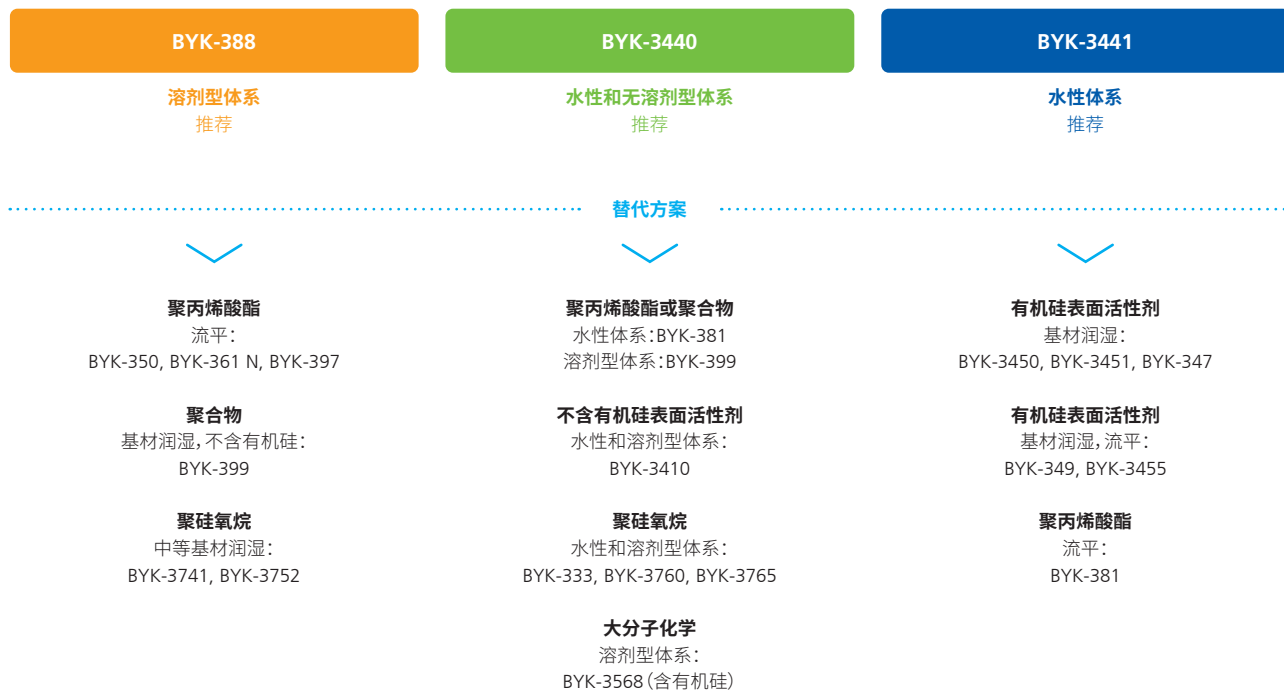 BYK-388
溶剂型体系
推荐
BYK-3440
水性和无溶剂型体系
推荐
BYK-3441
水性体系
推荐
替代方案
聚丙烯酸酯
流平：
BYK-350, BYK-361 N, BYK-397
聚合物
基材润湿，不含有机硅：
BYK-399
聚硅氧烷
中等基材润湿：
BYK-3741, BYK-3752
聚丙烯酸酯或聚合物
水性体系：BYK-381
溶剂型体系：BYK-399
不含有机硅表面活性剂
水性和溶剂型体系：
BYK-3410
聚硅氧烷
水性和溶剂型体系：
BYK-333, BYK-3760, BYK-3765
大分子化学
溶剂型体系：
BYK-3568（含有机硅）
有机硅表面活性剂
基材润湿：
BYK-3450, BYK-3451, BYK-347
有机硅表面活性剂
基材润湿，流平：
BYK-349, BYK-3455
聚丙烯酸酯
流平：
BYK-381